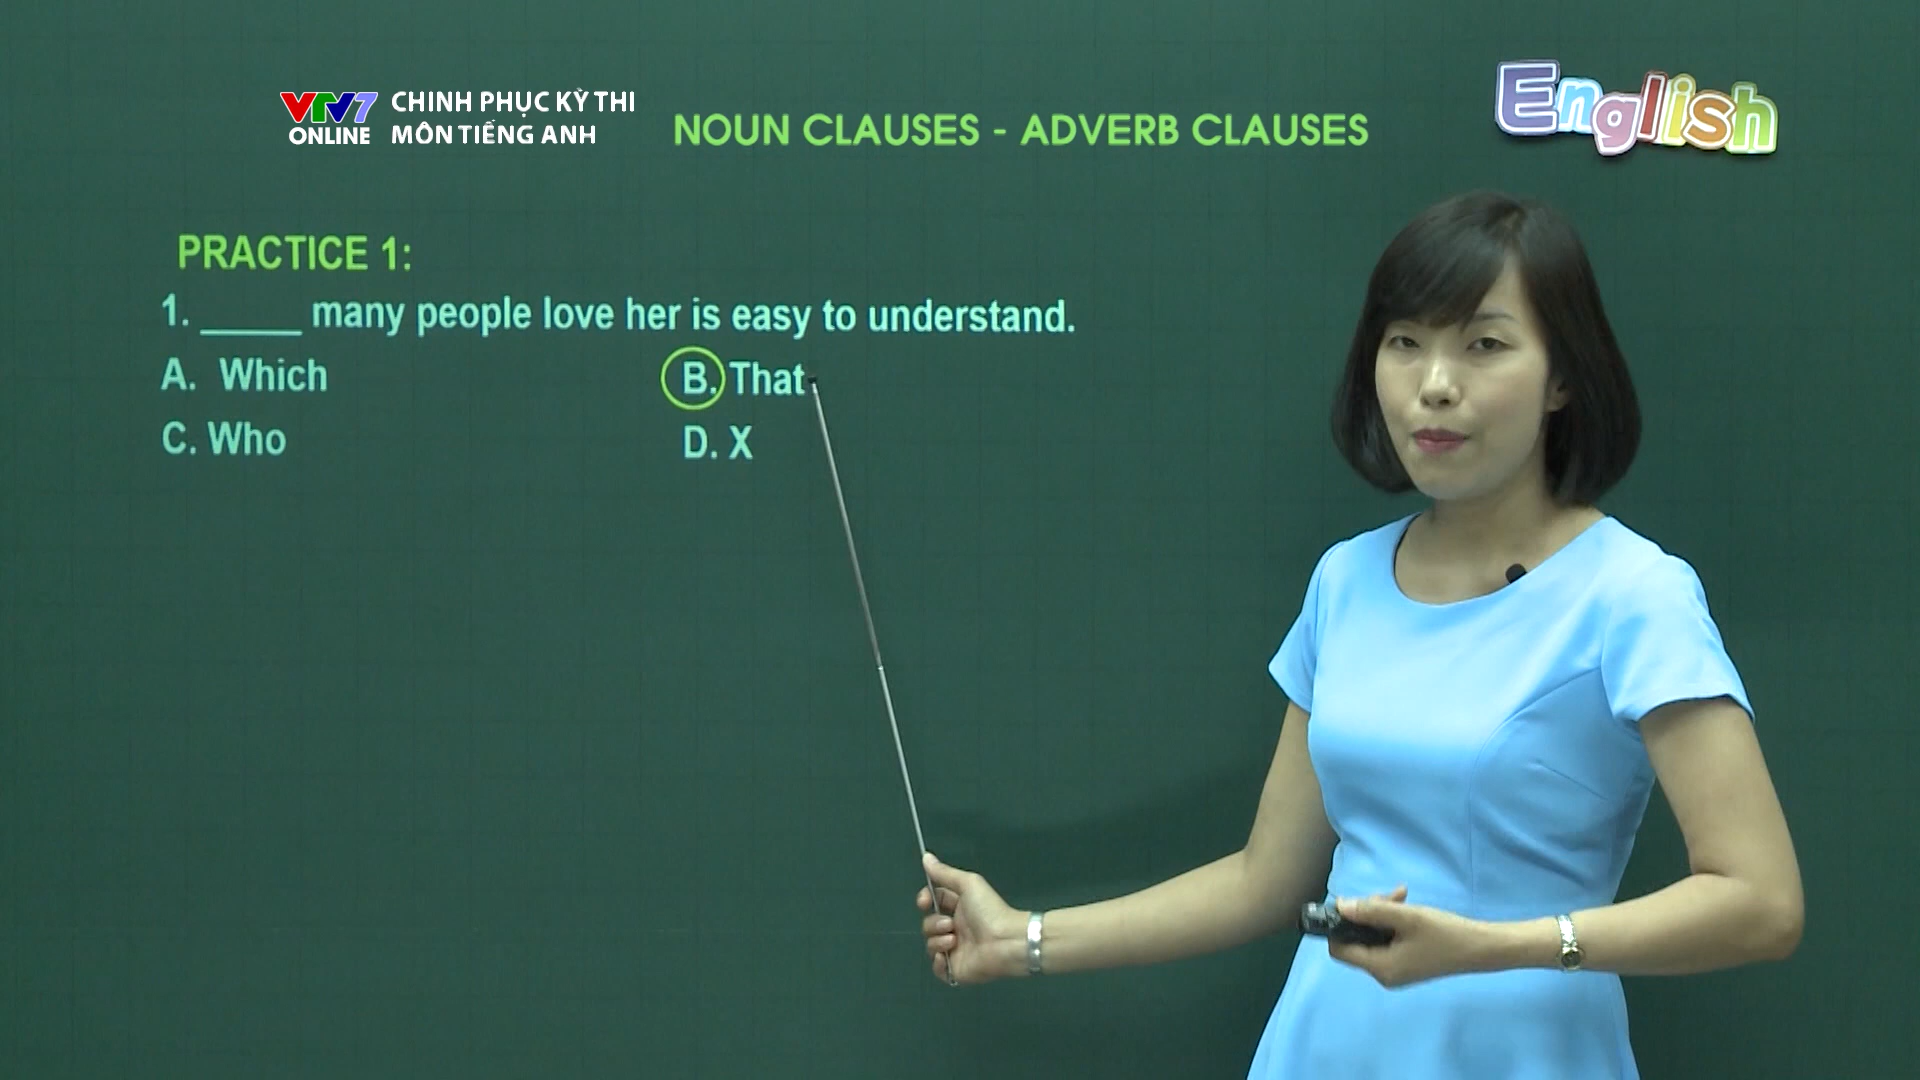 VTV7 ONLINE
CHINH PHỤC KỲ THI
MÔN TIẾNG ANH
NOUN CLAUSES - ADVERB CLAUSES
English
PRACTICE 1:
1. _____ many people love her is easy to understand.
A. Which
B. That
C. Who
D. X